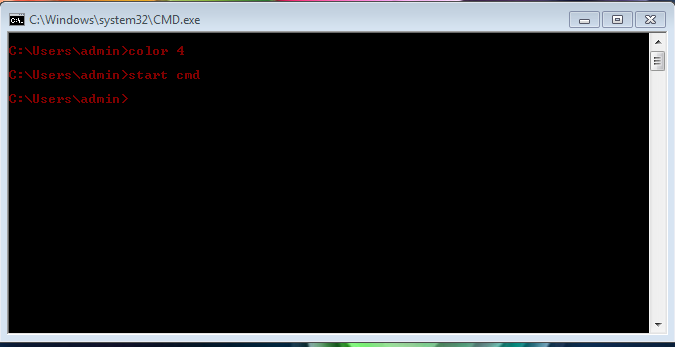 C:\Windows\system32\CMD.exe
C:\Users\admin>color 4
C:\Users\admin>start cmd
C:\Users\admin>